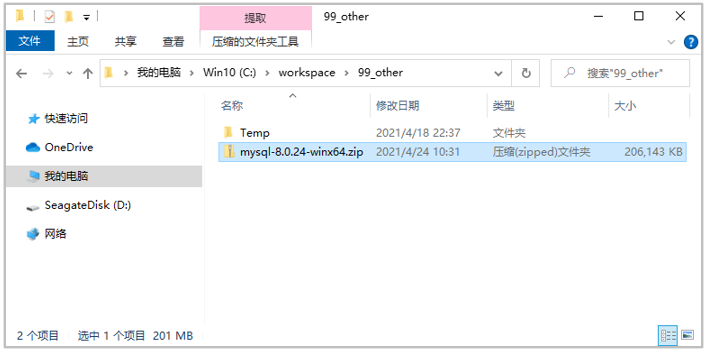 提取 99_other
文件 主页 共享 查看 压缩的文件夹工具
我的电脑 Win10 (C:) workspace 99_other 搜索"99_other"
名称 修改日期 类型 大小
快速访问
OneDrive
我的电脑
SeagateDisk (D:)
网络
Temp 2021/4/18 22:37 文件夹
mysql-8.0.24-winx64.zip 2021/4/24 10:31 压缩(zipped)文件夹 206,143 KB
2 个项目 选中 1 个项目 201 MB